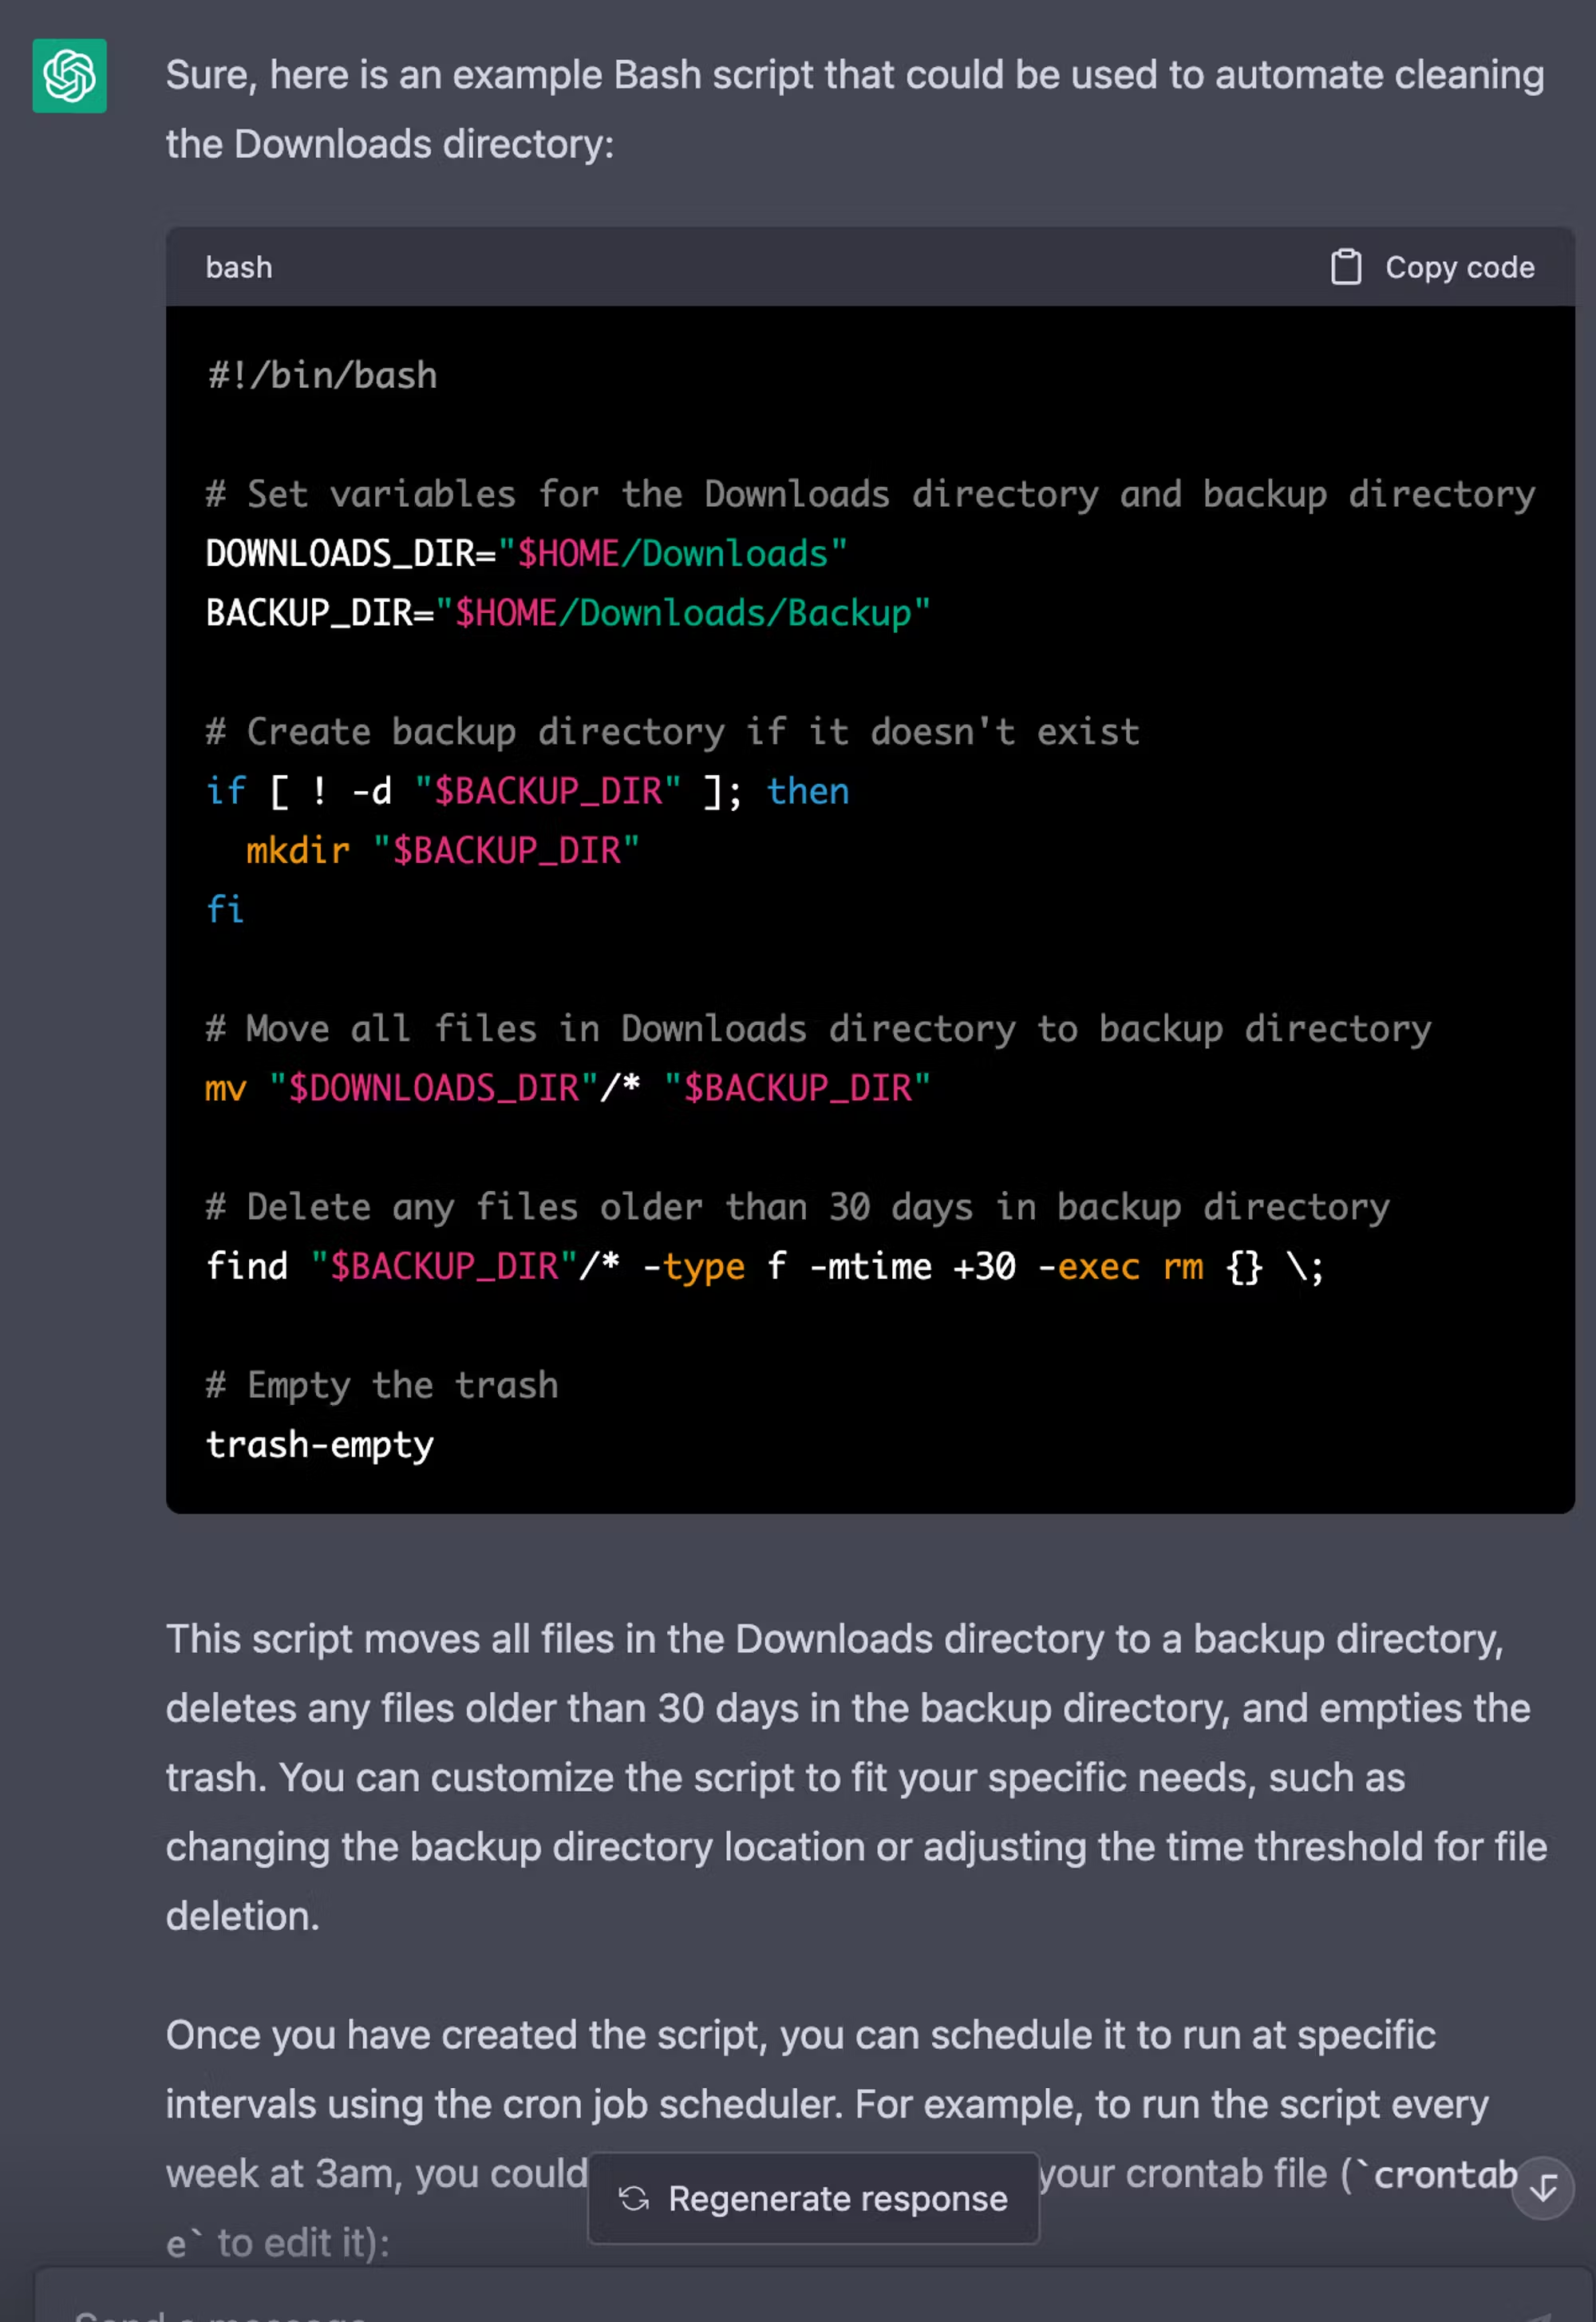 Sure, here is an example Bash script that could be used to automate cleaning
the Downloads directory:
bash
Copy code
#!/bin/bash
# Set variables for the Downloads directory and backup directory
DOWNLOADS_DIR="$HOME/Downloads"
BACKUP_DIR="$HOME/Downloads/Backup"
# Create backup directory if it doesn't exist
if [ ! -d "$BACKUP_DIR" ]; then
  mkdir "$BACKUP_DIR"
fi
# Move all files in Downloads directory to backup directory
mv "$DOWNLOADS_DIR"/* "$BACKUP_DIR"
# Delete any files older than 30 days in backup directory
find "$BACKUP_DIR"/* -type f -mtime +30 -exec rm {} \;
# Empty the trash
trash-empty
This script moves all files in the Downloads directory to a backup directory,
deletes any files older than 30 days in the backup directory, and empties the
trash. You can customize the script to fit your specific needs, such as
changing the backup directory location or adjusting the time threshold for file
deletion.
Once you have created the script, you can schedule it to run at specific
intervals using the cron job scheduler. For example, to run the script every
week at 3am, you could your crontab file (`crontab
e` to edit it):
Regenerate response
Send a message